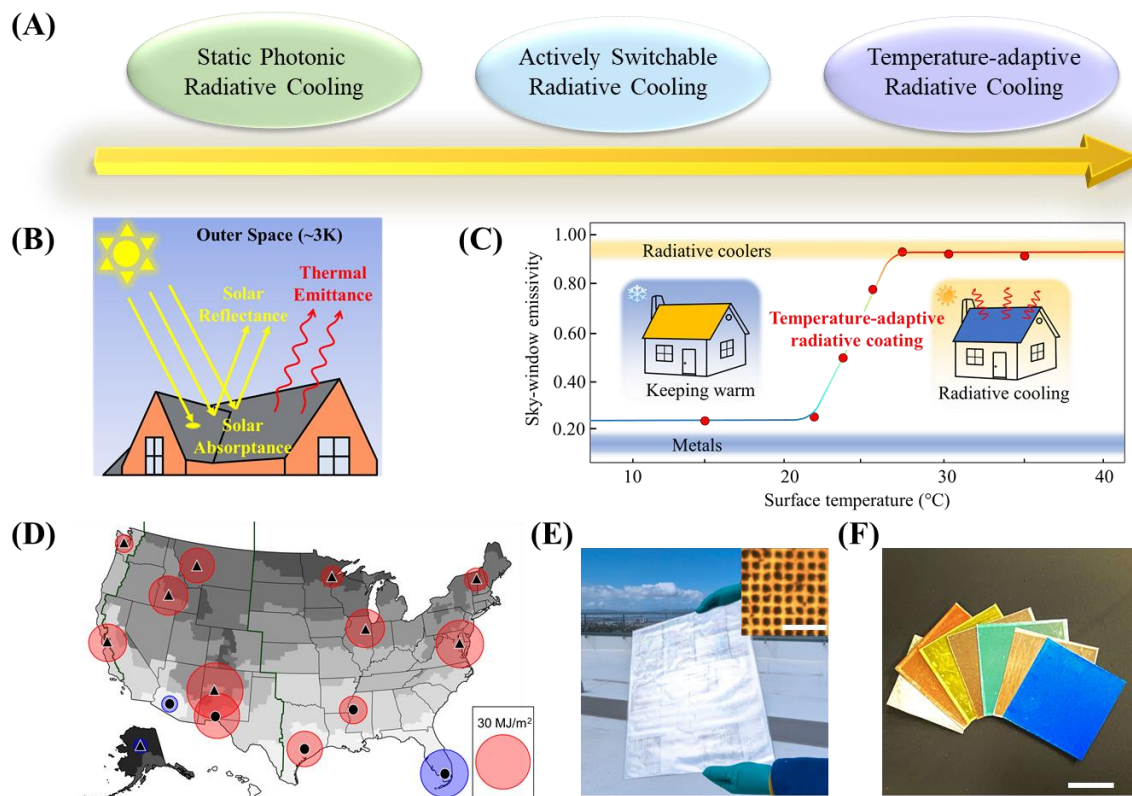 (A)
Static Photonic
Radiative Cooling
Actively Switchable
Radiative Cooling
Temperature-adaptive
Radiative Cooling
(B)
Outer Space (~3K)
Thermal
Emittance
Solar
Reflectance
Solar
Absorptance
(C)
Sky-window emissivity
1.00
0.80
0.60
0.40
0.20
Radiative coolers
Temperature-adaptive
radiative coating
Keeping warm
Radiative cooling
Metals
10
20
30
40
Surface temperature (°C)
(D)
30 MJ/m²
(E)
(F)